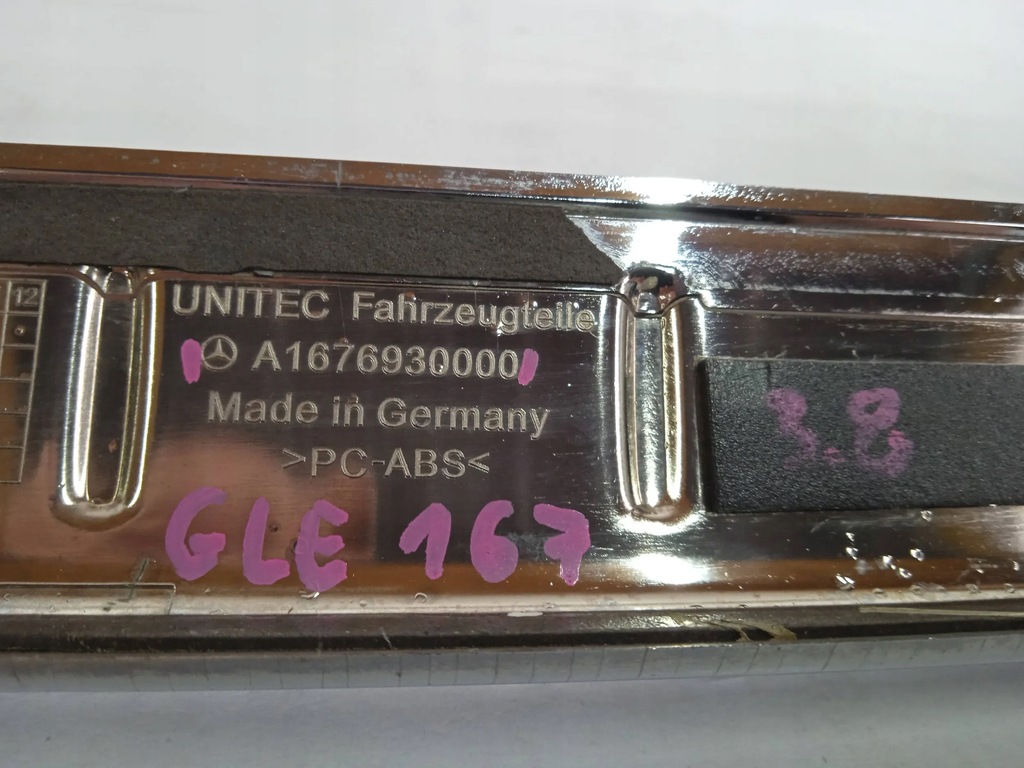 12
UNITEC Fahrzeugteile
A1676930000
Made in Germany
>PC-ABS<
GLE 167
3.8